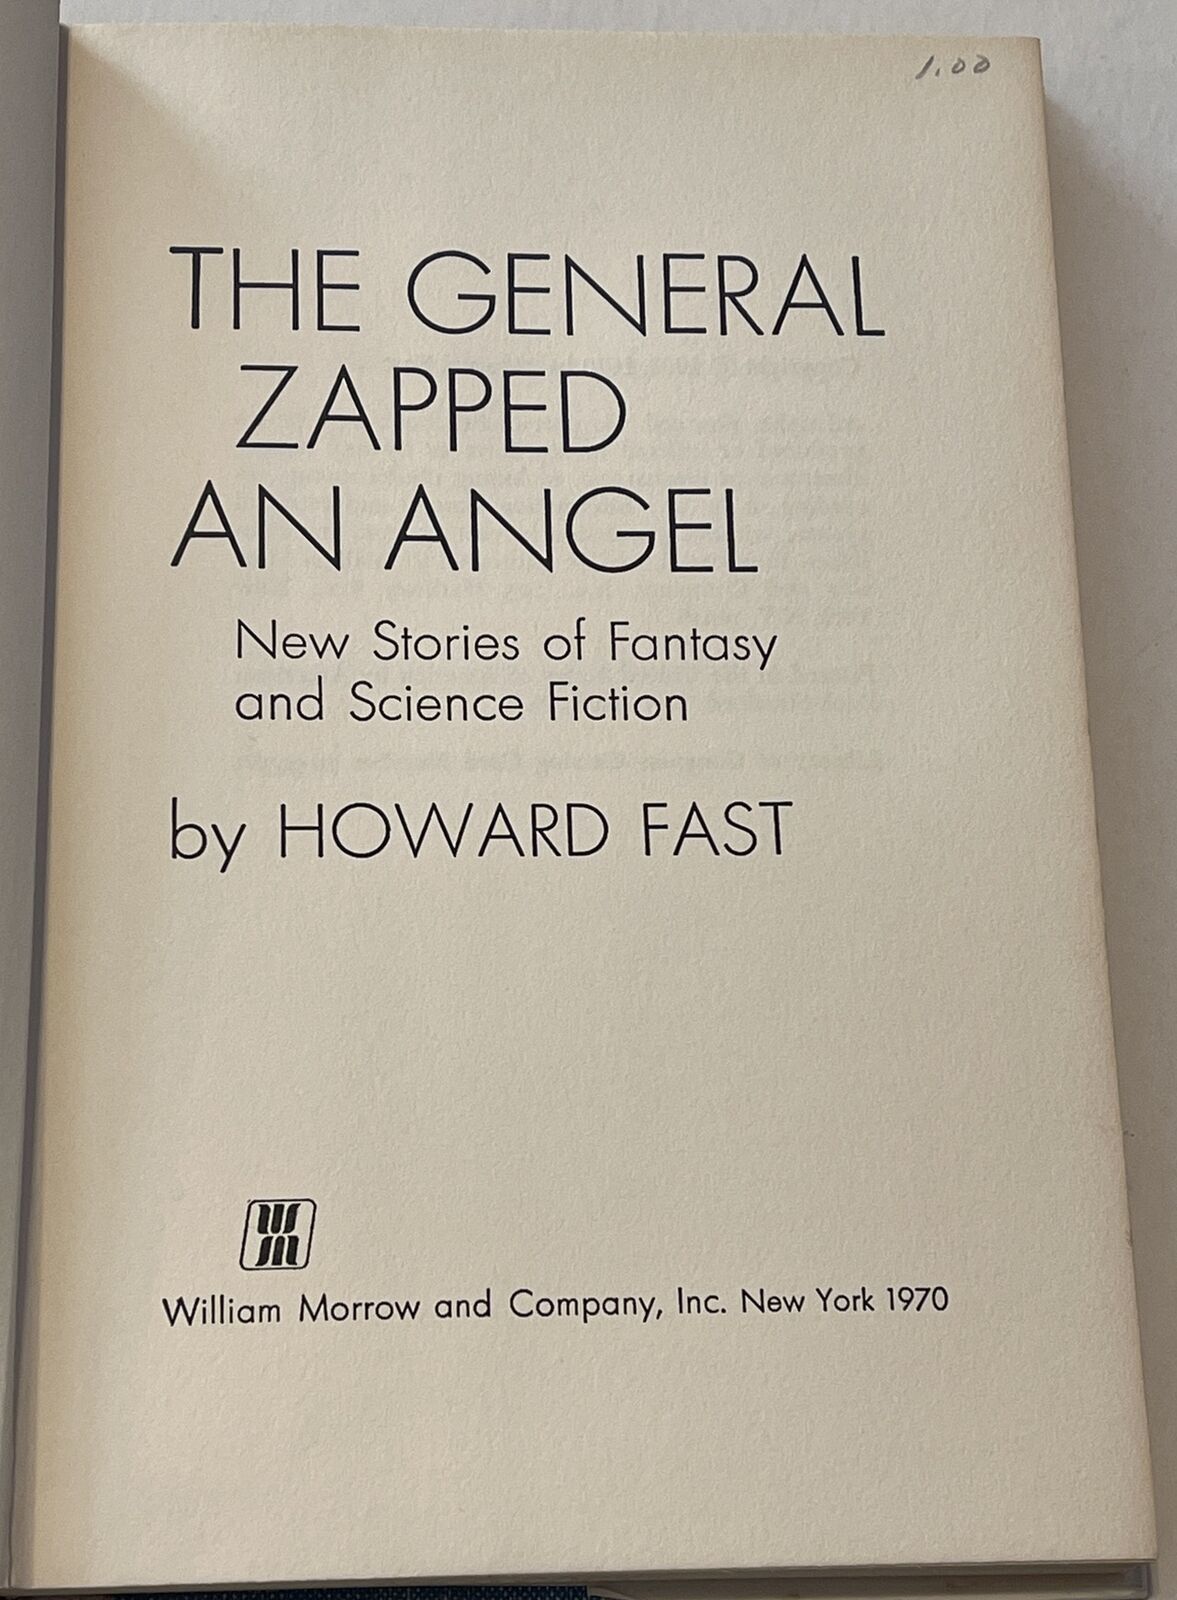 1.00
THE GENERAL
ZAPPED
AN ANGEL
New Stories of Fantasy
and Science Fiction
by HOWARD FAST
WM
William Morrow and Company, Inc. New York 1970